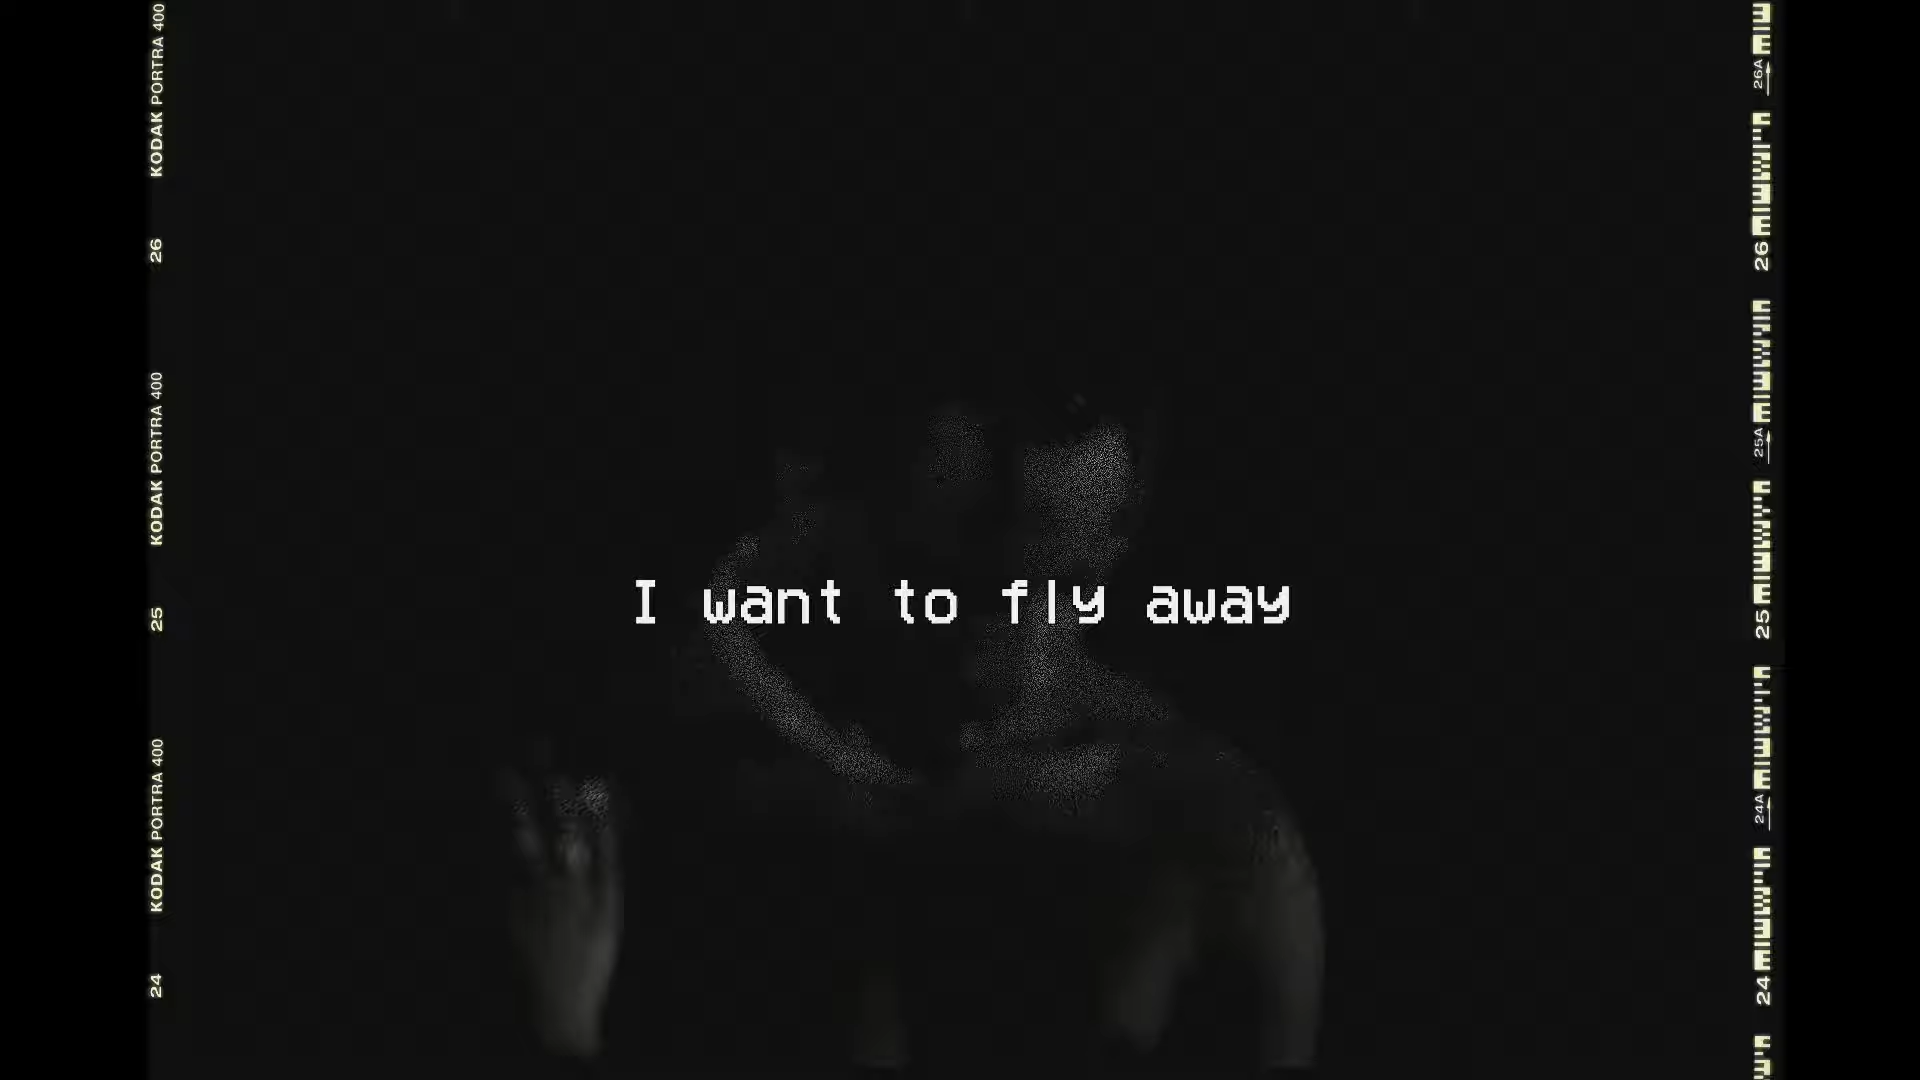 KODAK PORTRA 400
26
KODAK PORTRA 400
25
KODAK PORTRA 400
24
I want to fly away
26A
26
25A
25
24A
24